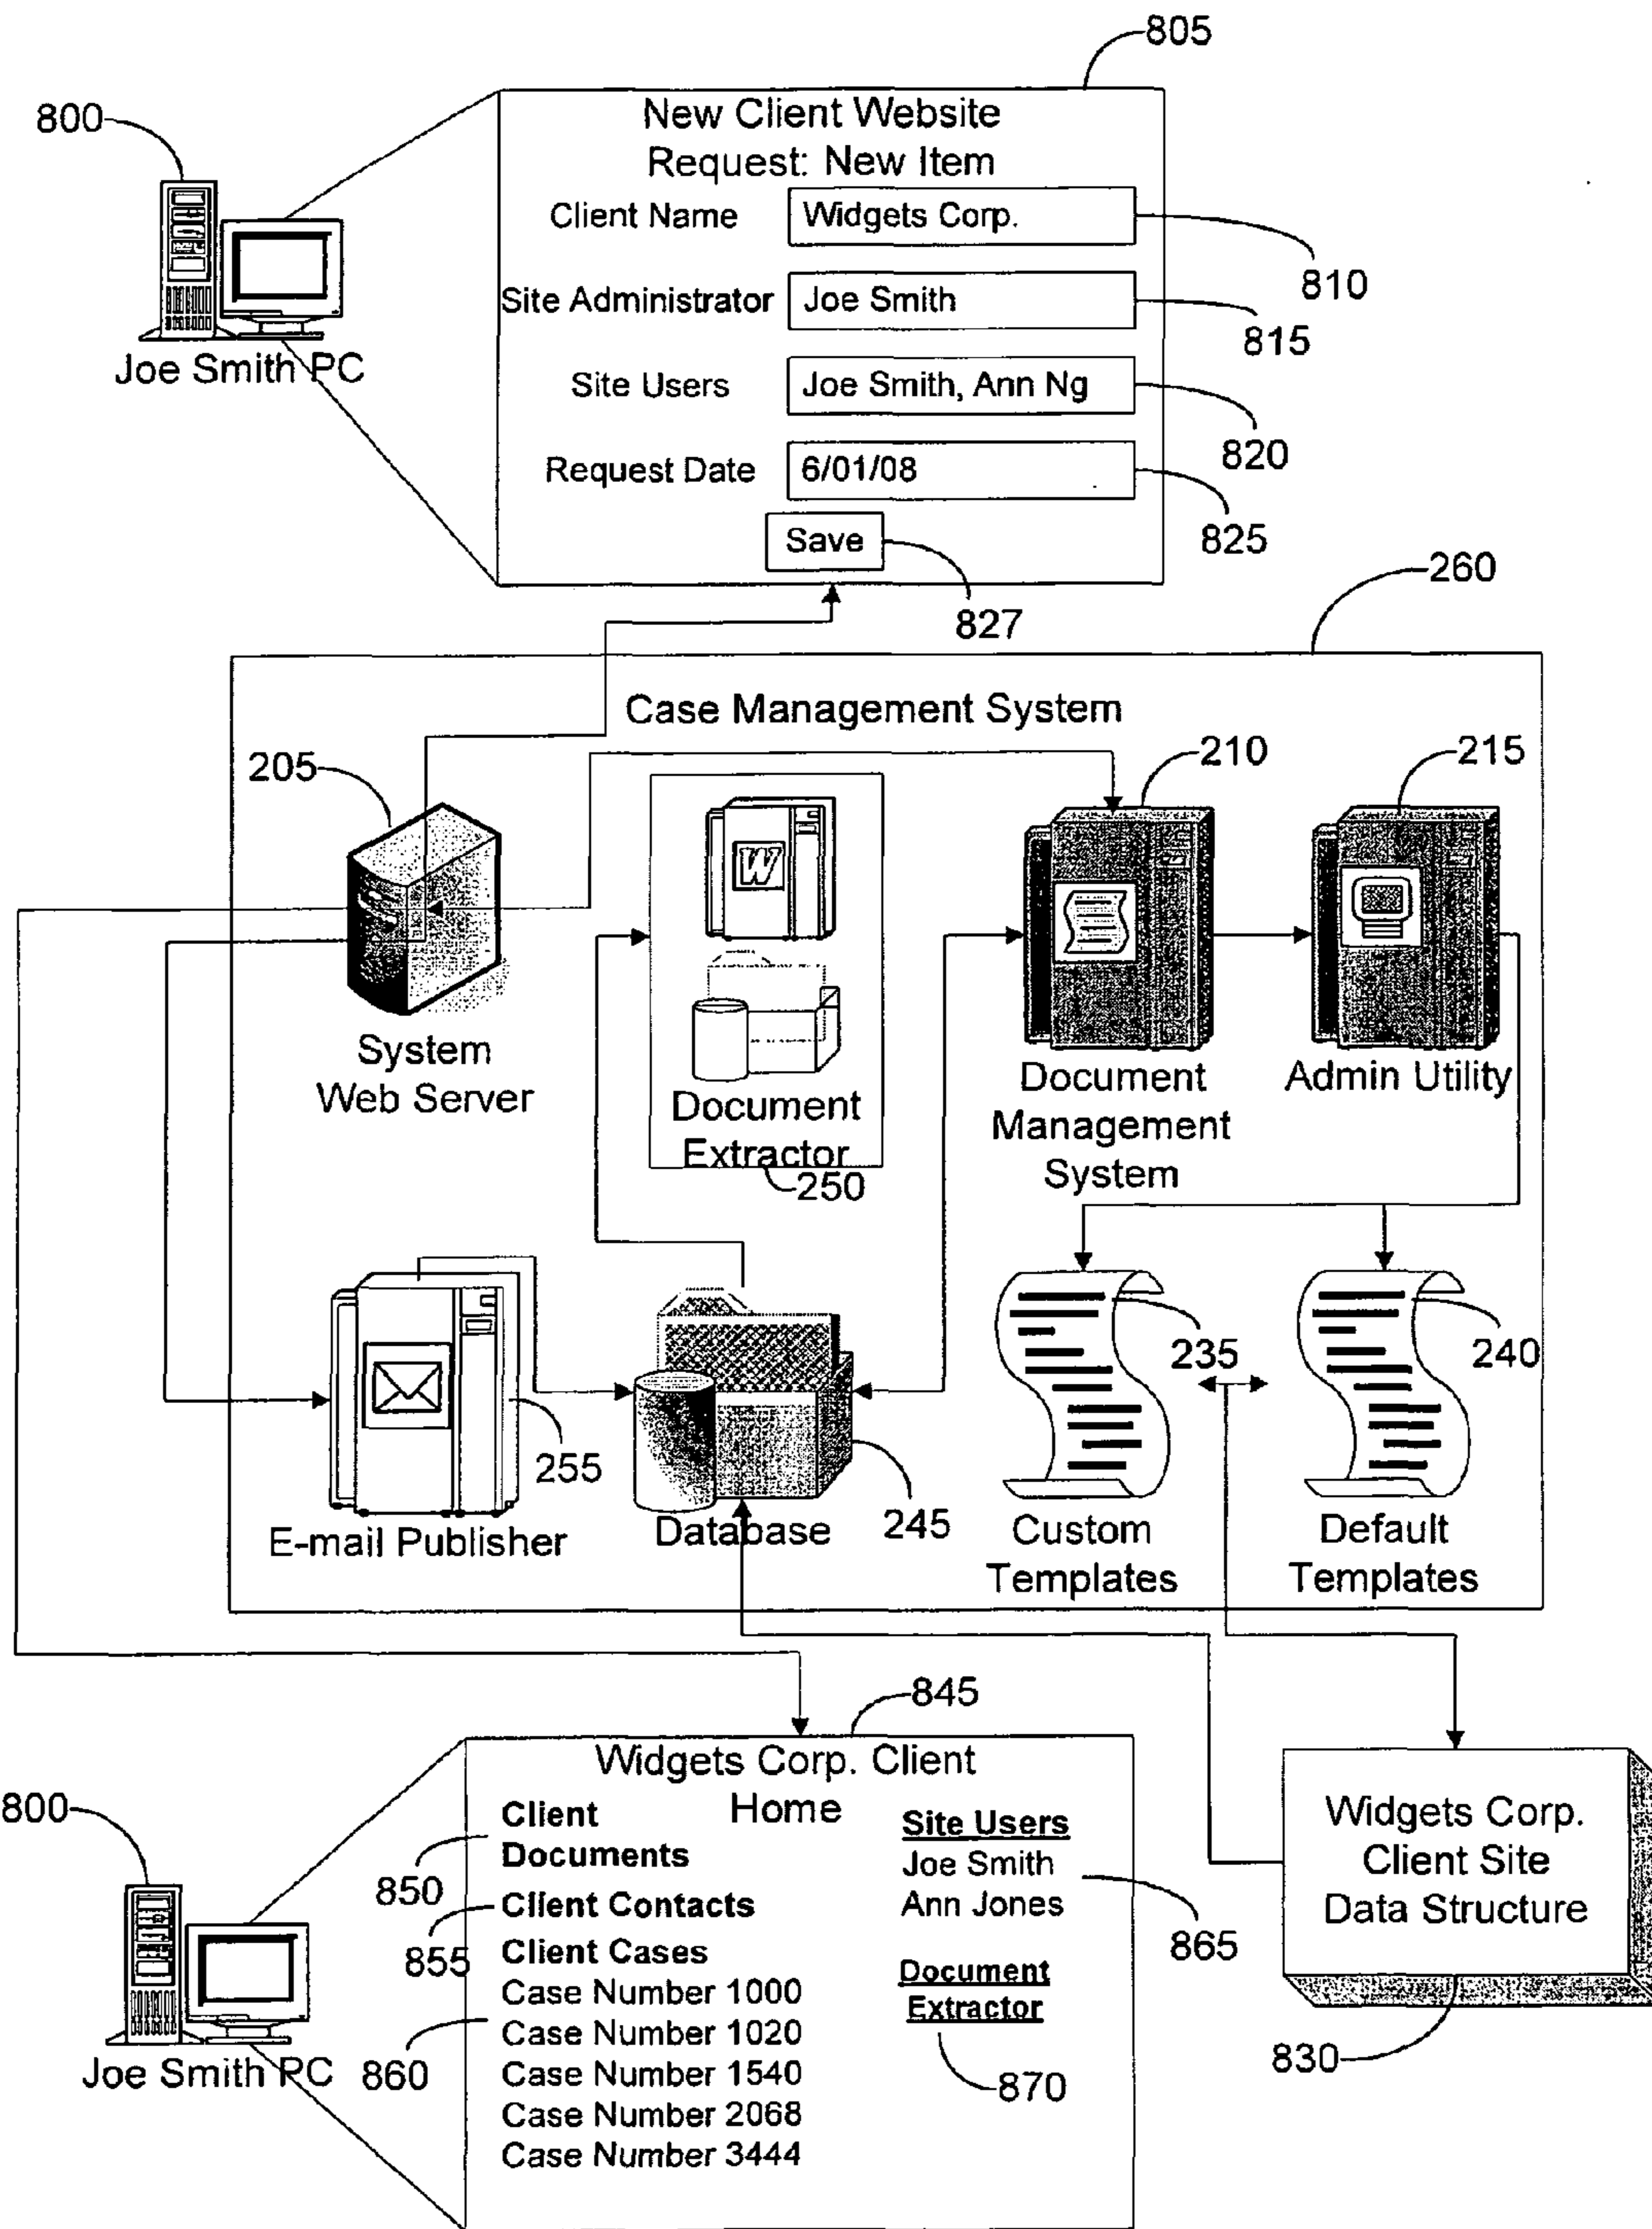 805
800
New Client Website
Request: New Item
Client Name
Widgets Corp.
810
Site Administrator
Joe Smith
815
Joe Smith PC
Site Users
Joe Smith, Ann Ng
820
Request Date
6/01/08
825
Save
827
260
Case Management System
205
210
215
W
System
Web Server
Document
Extractor
250
Document
Management
System
Admin Utility
235
240
255
245
E-mail Publisher
Database
Custom
Templates
Default
Templates
845
800
Widgets Corp. Client
Home
Client
Documents
850
Client Contacts
855
Client Cases
Case Number 1000
Case Number 1020
860
Case Number 1540
Case Number 2068
Case Number 3444
Site Users
Joe Smith
Ann Jones
865
Document
Extractor
870
Joe Smith PC
Widgets Corp.
Client Site
Data Structure
830